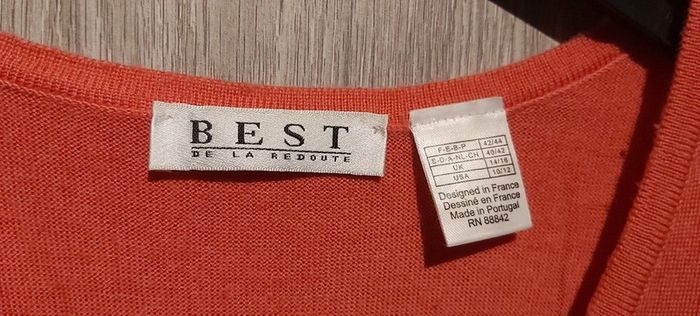 BEST
DE LA REDOUTE
F-E-B-P 42/44
S-D-A-NL-CH 40/42
UK 14/16
USA 10/12
Designed in France
Dessiné en France
Made in Portugal
RN 88842